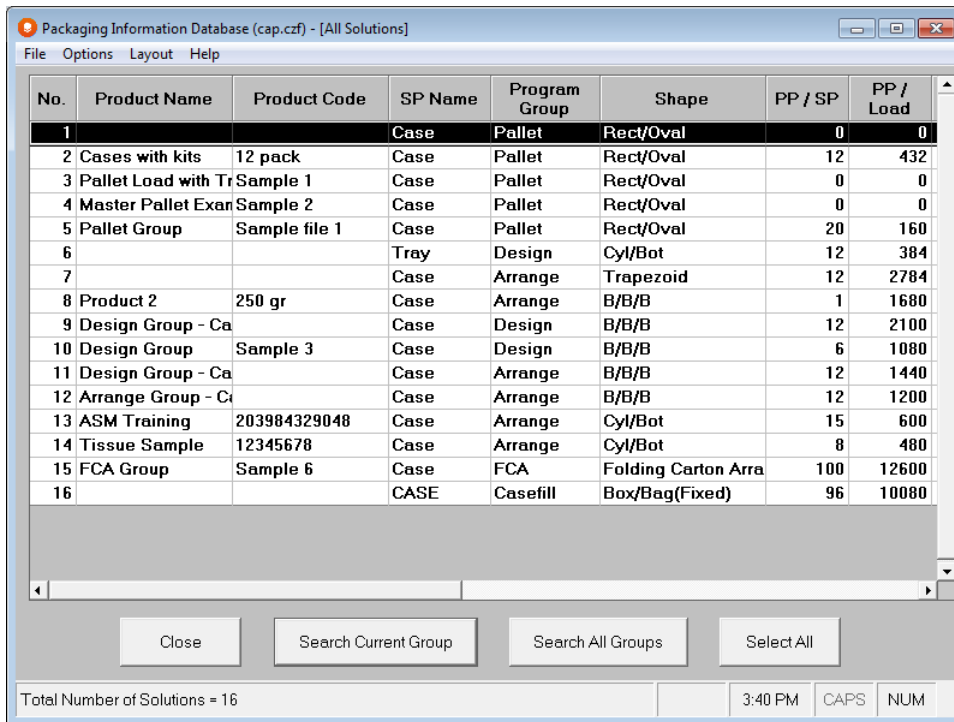 Packaging Information Database (cap.czf) - [All Solutions]
File Options Layout Help
No. Product Name Product Code SP Name Program Group Shape PP / SP PP / Load
1 Case Pallet Rect/Oval 0 0
2 Cases with kits 12 pack Case Pallet Rect/Oval 12 432
3 Pallet Load with Tr Sample 1 Case Pallet Rect/Oval 0 0
4 Master Pallet Exam Sample 2 Case Pallet Rect/Oval 0 0
5 Pallet Group Sample file 1 Case Pallet Rect/Oval 20 160
6 Tray Design Cyl/Bot 12 384
7 Case Arrange Trapezoid 12 2784
8 Product 2 250 gr Case Arrange B/B/B 1 1680
9 Design Group - Ca Case Design B/B/B 12 2100
10 Design Group Sample 3 Case Design B/B/B 6 1080
11 Design Group - Ca Case Arrange B/B/B 12 1440
12 Arrange Group - Ca Case Arrange B/B/B 12 1200
13 ASM Training 203984329048 Case Arrange Cyl/Bot 15 600
14 Tissue Sample 12345678 Case Arrange Cyl/Bot 8 480
15 FCA Group Sample 6 Case FCA Folding Carton Arra 100 12600
16 CASE Casefill Box/Bag(Fixed) 96 10080
Close Search Current Group Search All Groups Select All
Total Number of Solutions = 16 3:40 PM CAPS NUM